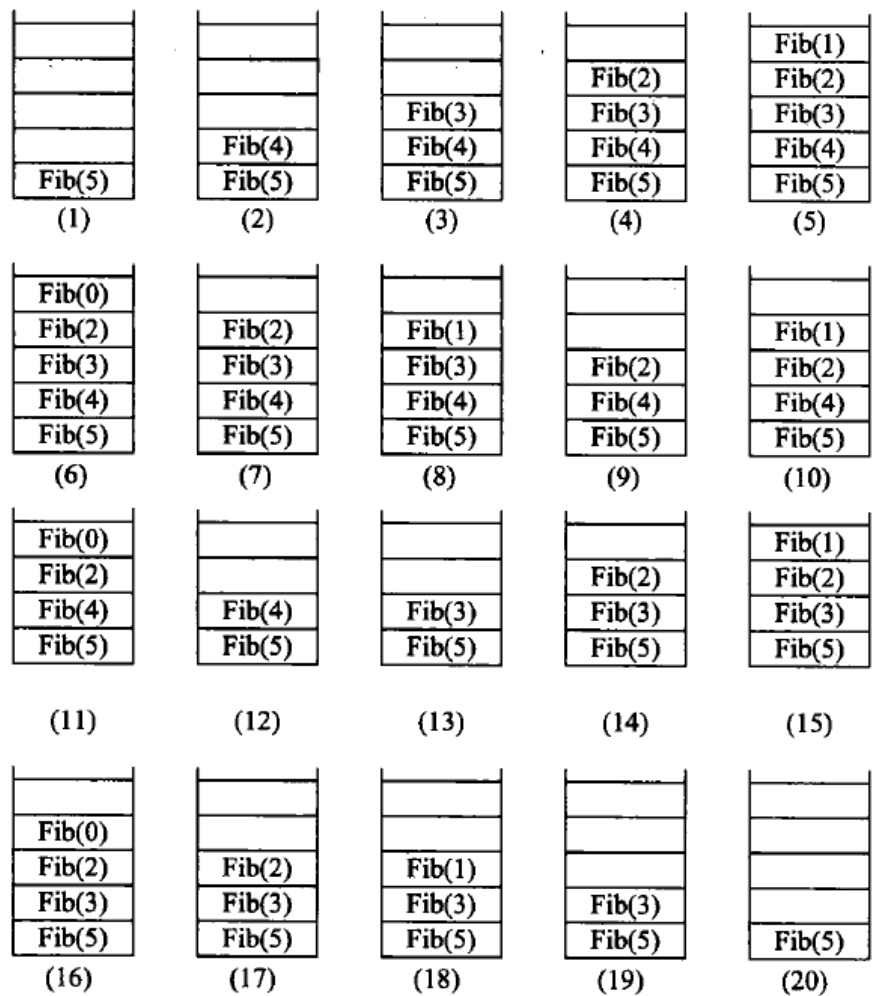 Fib(5)
(1)
Fib(4)
Fib(5)
(2)
Fib(3)
Fib(4)
Fib(5)
(3)
Fib(2)
Fib(3)
Fib(4)
Fib(5)
(4)
Fib(1)
Fib(2)
Fib(3)
Fib(4)
Fib(5)
(5)
Fib(0)
Fib(2)
Fib(3)
Fib(4)
Fib(5)
(6)
Fib(2)
Fib(3)
Fib(4)
Fib(5)
(7)
Fib(1)
Fib(3)
Fib(4)
Fib(5)
(8)
Fib(2)
Fib(4)
Fib(5)
(9)
Fib(1)
Fib(2)
Fib(4)
Fib(5)
(10)
Fib(0)
Fib(2)
Fib(4)
Fib(5)
(11)
Fib(4)
Fib(5)
(12)
Fib(3)
Fib(5)
(13)
Fib(2)
Fib(3)
Fib(5)
(14)
Fib(1)
Fib(2)
Fib(3)
Fib(5)
(15)
Fib(0)
Fib(2)
Fib(3)
Fib(5)
(16)
Fib(2)
Fib(3)
Fib(5)
(17)
Fib(1)
Fib(3)
Fib(5)
(18)
Fib(3)
Fib(5)
(19)
Fib(5)
(20)